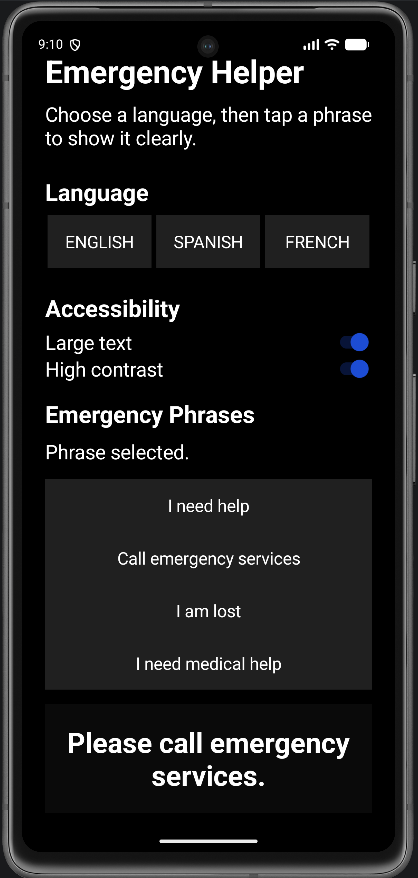 9:10
Emergency Helper
Choose a language, then tap a phrase
to show it clearly.
Language
ENGLISH SPANISH FRENCH
Accessibility
Large text
High contrast
Emergency Phrases
Phrase selected.
I need help
Call emergency services
I am lost
I need medical help
Please call emergency
services.